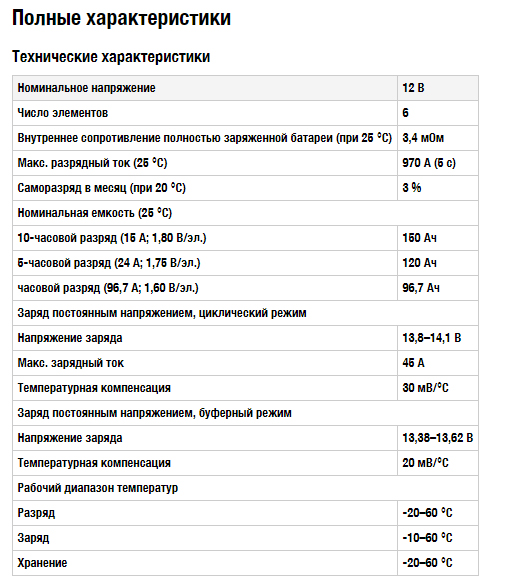 Полные характеристики
Технические характеристики
Номинальное напряжение 12 В
Число элементов 6
Внутреннее сопротивление полностью заряженной батареи (при 25 °С) 3,4 мОм
Макс. разрядный ток (25 °С) 970 А (5 с)
Саморазряд в месяц (при 20 °С) 3 %
Номинальная емкость (25 °С)
10-часовой разряд (15 А; 1,80 В/эл.) 150 Ач
5-часовой разряд (24 А; 1,75 В/эл.) 120 Ач
часовой разряд (96,7 А; 1,60 В/эл.) 96,7 Ач
Заряд постоянным напряжением, циклический режим
Напряжение заряда 13,8–14,1 В
Макс. зарядный ток 45 А
Температурная компенсация 30 мВ/°С
Заряд постоянным напряжением, буферный режим
Напряжение заряда 13,38–13,62 В
Температурная компенсация 20 мВ/°С
Рабочий диапазон температур
Разряд -20–60 °С
Заряд -10–60 °С
Хранение -20–60 °С